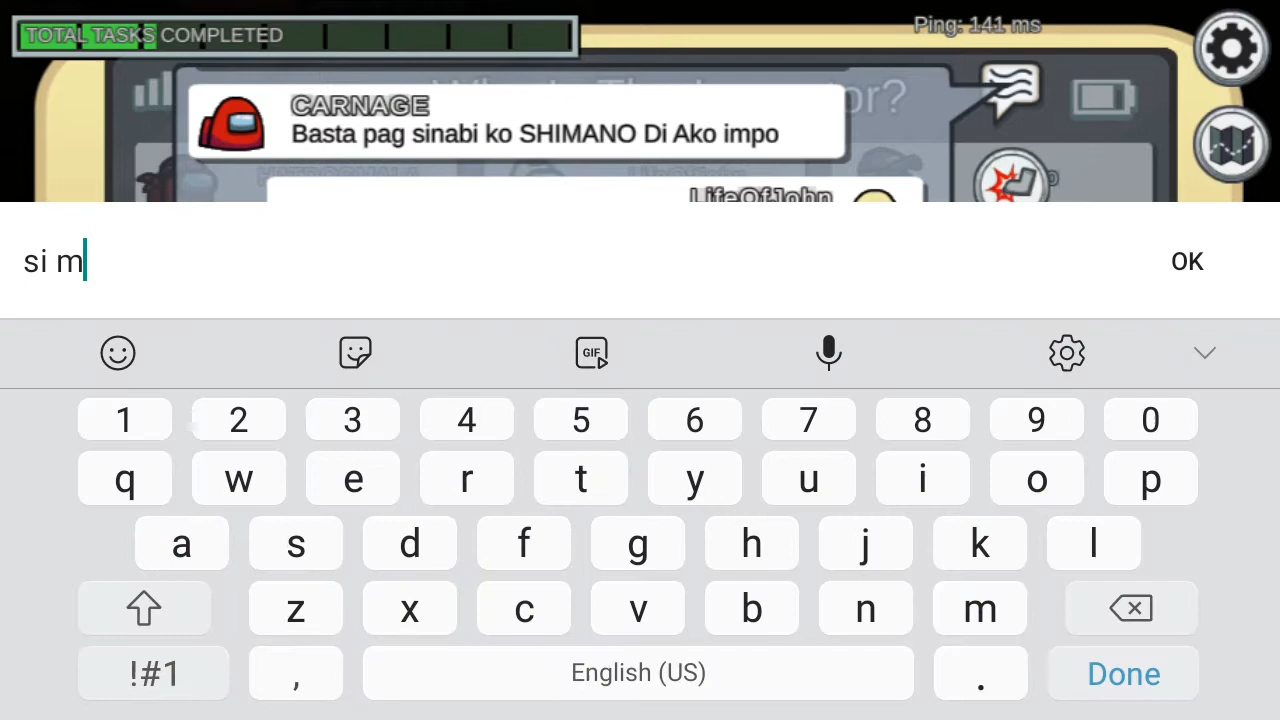 TOTAL TASKS COMPLETED
Ping: 141 ms
CARNAGE
Basta pag sinabi ko SHIMANO Di Ako impo
LifeOfJohn
si m
OK
GIF
1 2 3 4 5 6 7 8 9 0
q w e r t y u i o p
a s d f g h j k l
z x c v b n m
!#1 , English (US) . Done